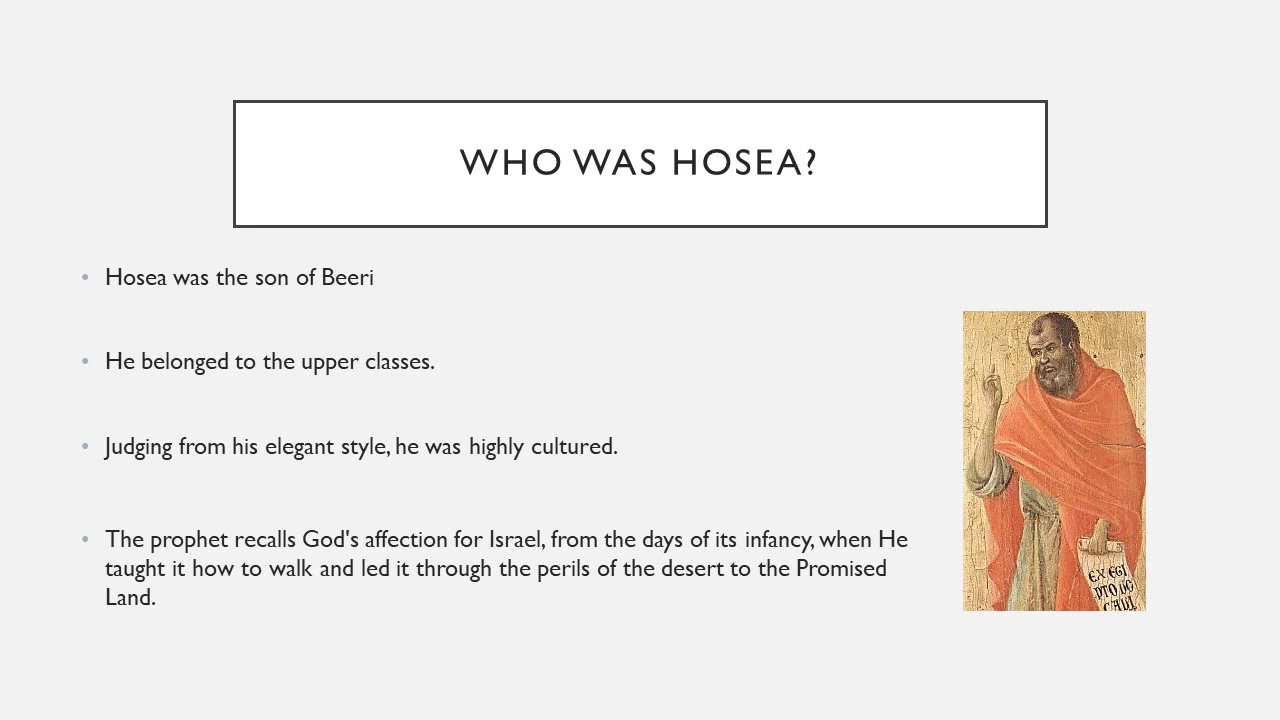 WHO WAS HOSEA?
• Hosea was the son of Beeri
• He belonged to the upper classes.
• Judging from his elegant style, he was highly cultured.
• The prophet recalls God's affection for Israel, from the days of its infancy, when He
taught it how to walk and led it through the perils of the desert to the Promised
Land.
EX EGI
PTO VO
CAVI